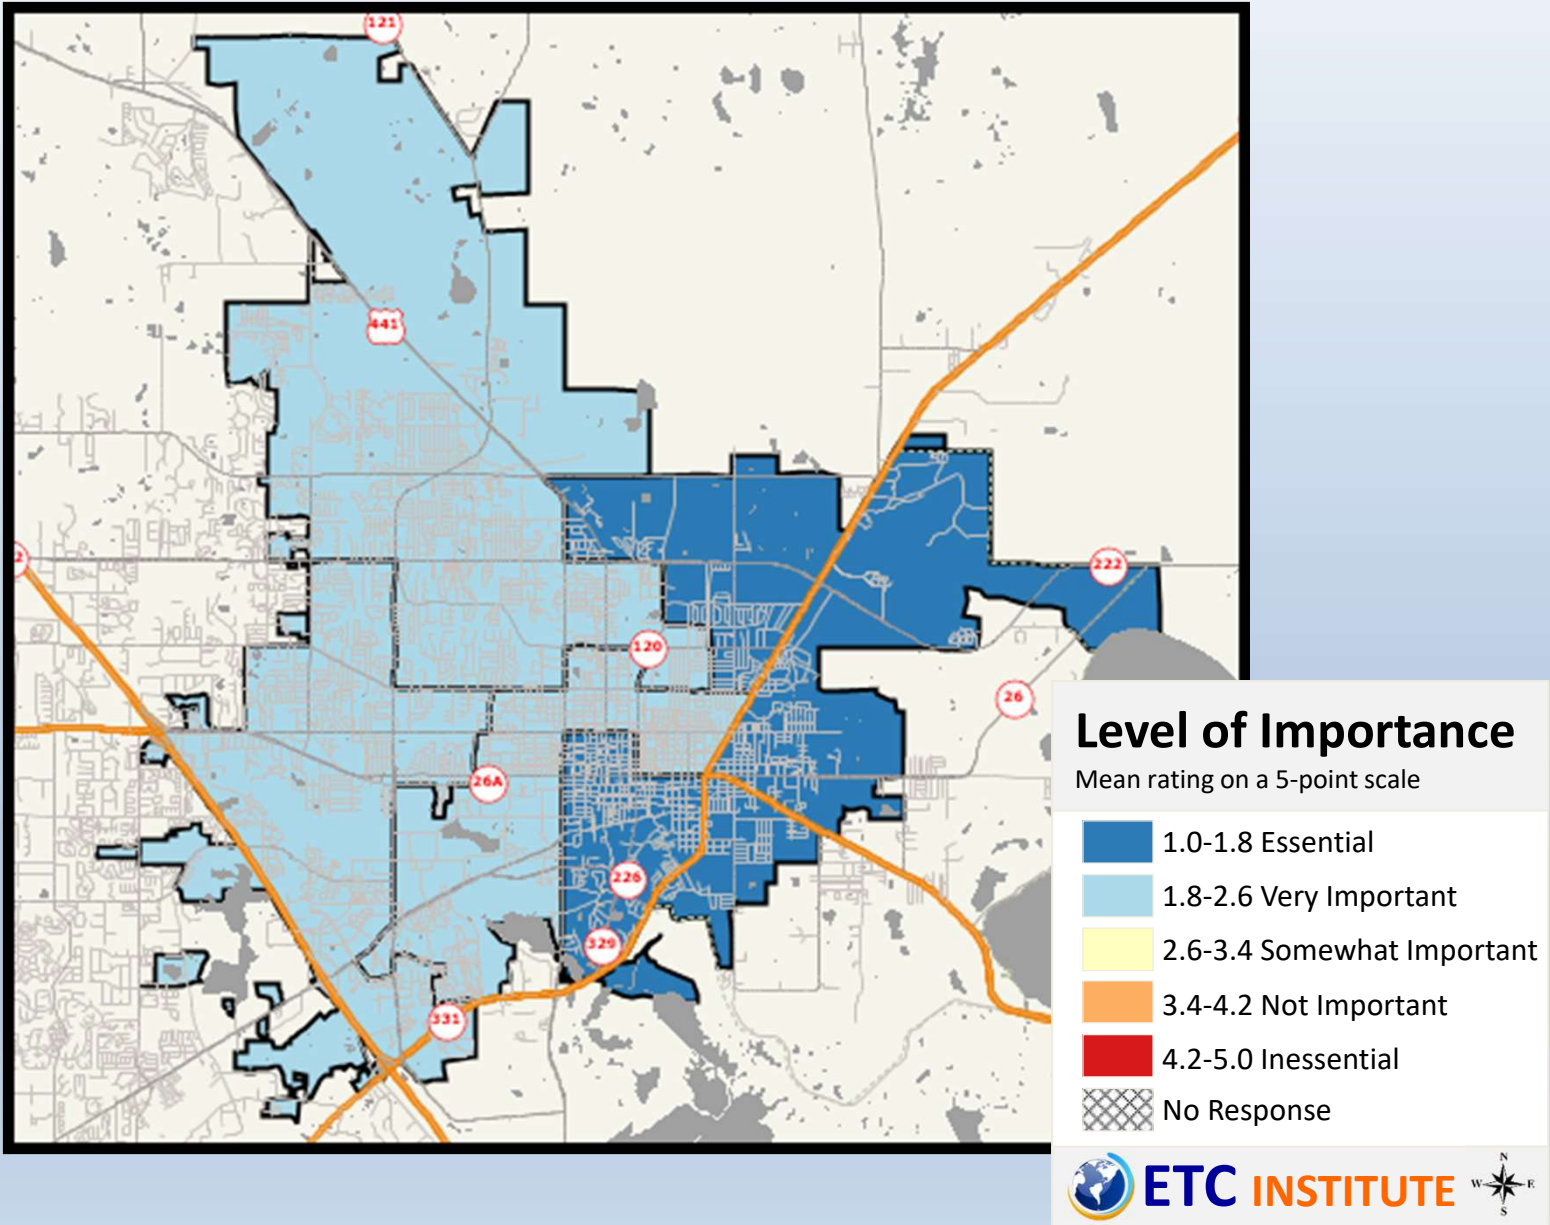 121
441
2
222
120
26
26A
226
329
331
Level of Importance
Mean rating on a 5-point scale
1.0-1.8 Essential
1.8-2.6 Very Important
2.6-3.4 Somewhat Important
3.4-4.2 Not Important
4.2-5.0 Inessential
No Response
ETC INSTITUTE
N
W E
S